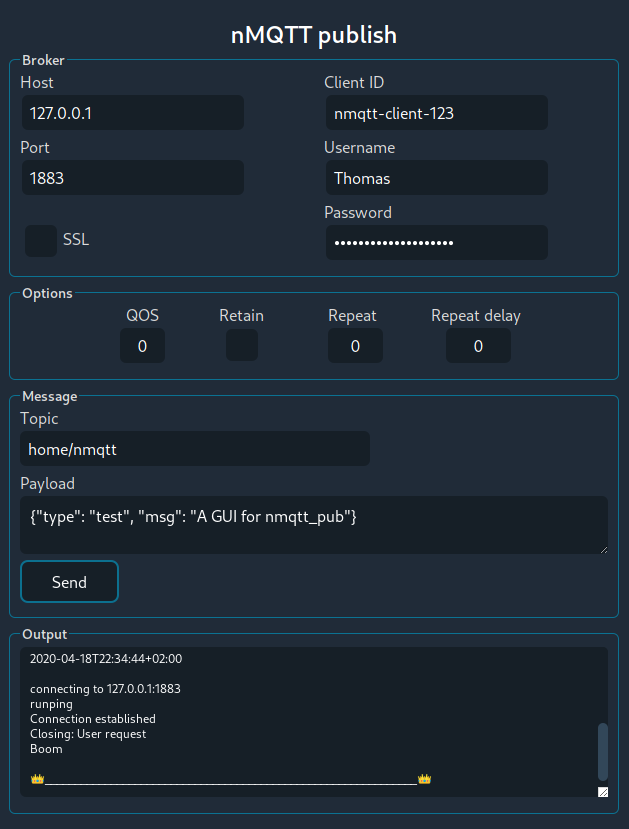 nMQTT publish
Broker
Host
Client ID
127.0.0.1
nmqtt-client-123
Port
Username
1883
Thomas
Password
SSL
•••••••••••••••••••••
Options
QOS Retain Repeat Repeat delay
0 0 0
Message
Topic
home/nmqtt
Payload
{"type": "test", "msg": "A GUI for nmqtt_pub"}
Send
Output
2020-04-18T22:34:44+02:00
connecting to 127.0.0.1:1883
runping
Connection established
Closing: User request
Boom
👑______________________________________________________________👑